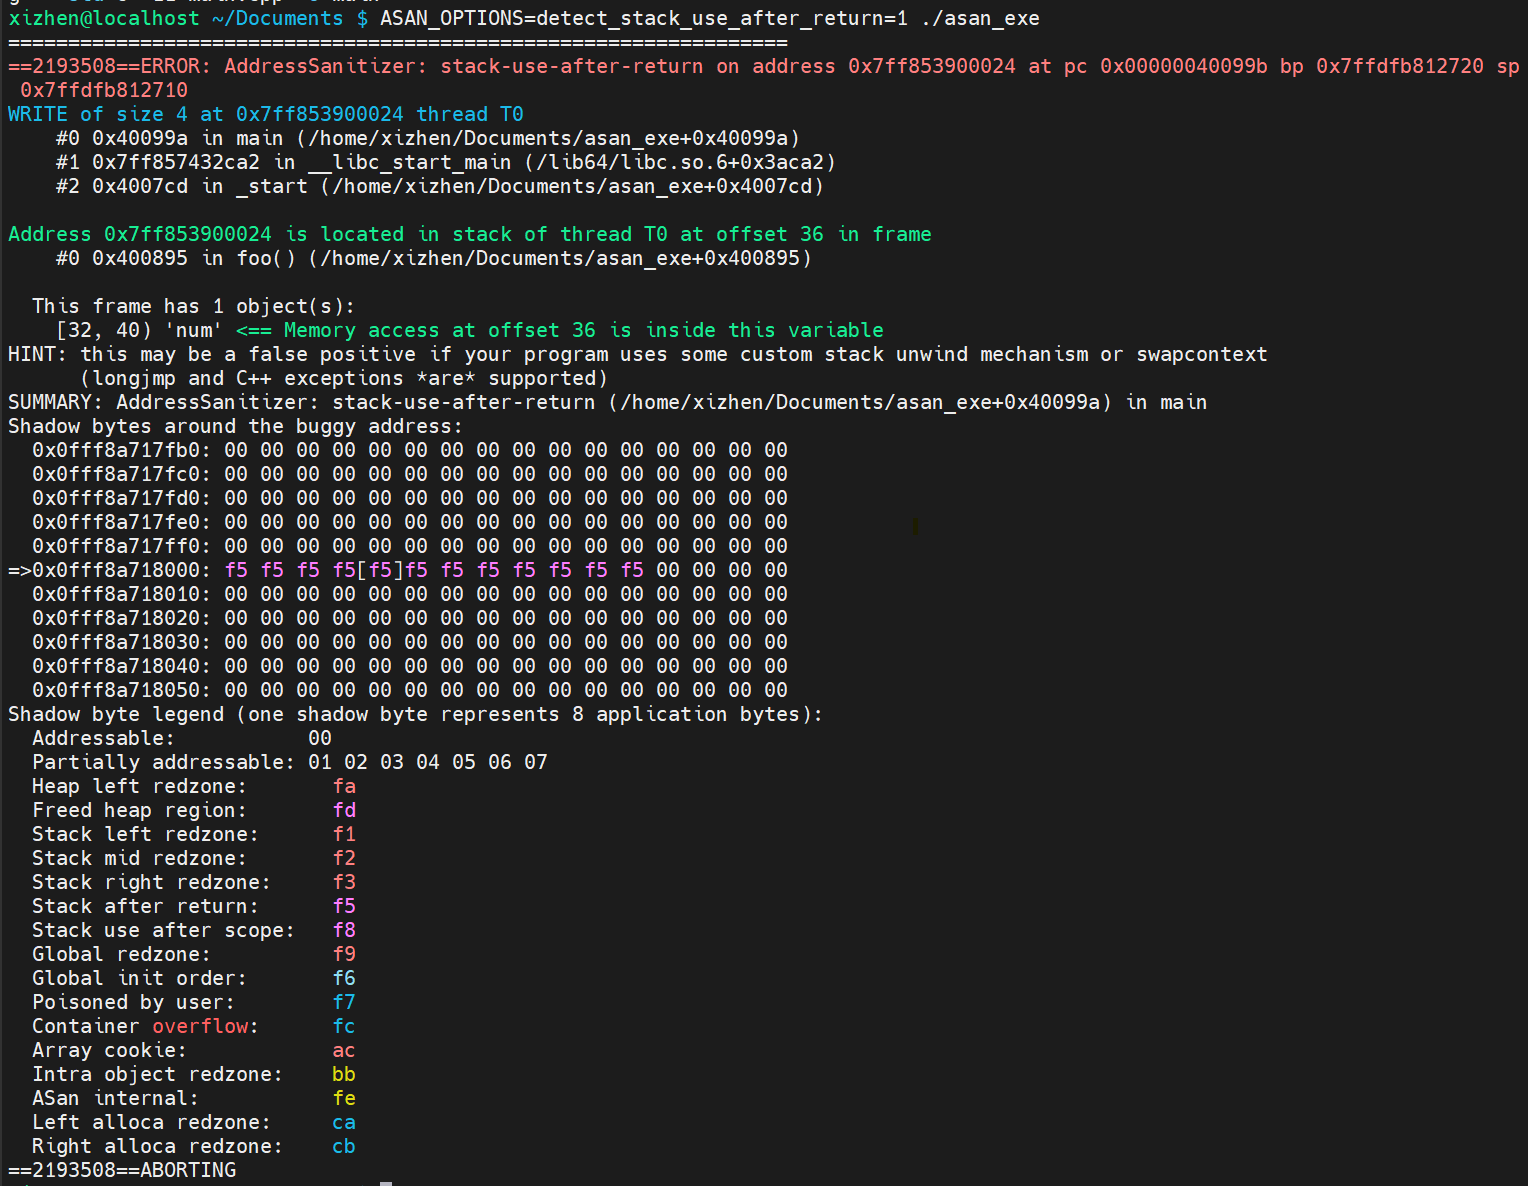 xizhen@localhost ~/Documents $ ASAN_OPTIONS=detect_stack_use_after_return=1 ./asan_exe
=================================================================
==2193508==ERROR: AddressSanitizer: stack-use-after-return on address 0x7ff853900024 at pc 0x00000040099b bp 0x7ffdfb812720 sp
 0x7ffdfb812710
WRITE of size 4 at 0x7ff853900024 thread T0
    #0 0x40099a in main (/home/xizhen/Documents/asan_exe+0x40099a)
    #1 0x7ff857432ca2 in __libc_start_main (/lib64/libc.so.6+0x3aca2)
    #2 0x4007cd in _start (/home/xizhen/Documents/asan_exe+0x4007cd)

Address 0x7ff853900024 is located in stack of thread T0 at offset 36 in frame
    #0 0x400895 in foo() (/home/xizhen/Documents/asan_exe+0x400895)

  This frame has 1 object(s):
    [32, 40) 'num' <== Memory access at offset 36 is inside this variable
HINT: this may be a false positive if your program uses some custom stack unwind mechanism or swapcontext
      (longjmp and C++ exceptions *are* supported)
SUMMARY: AddressSanitizer: stack-use-after-return (/home/xizhen/Documents/asan_exe+0x40099a) in main
Shadow bytes around the buggy address:
  0x0fff8a717fb0: 00 00 00 00 00 00 00 00 00 00 00 00 00 00 00 00
  0x0fff8a717fc0: 00 00 00 00 00 00 00 00 00 00 00 00 00 00 00 00
  0x0fff8a717fd0: 00 00 00 00 00 00 00 00 00 00 00 00 00 00 00 00
  0x0fff8a717fe0: 00 00 00 00 00 00 00 00 00 00 00 00 00 00 00 00
  0x0fff8a717ff0: 00 00 00 00 00 00 00 00 00 00 00 00 00 00 00 00
=>0x0fff8a718000: f5 f5 f5 f5[f5]f5 f5 f5 f5 f5 f5 f5 00 00 00 00
  0x0fff8a718010: 00 00 00 00 00 00 00 00 00 00 00 00 00 00 00 00
  0x0fff8a718020: 00 00 00 00 00 00 00 00 00 00 00 00 00 00 00 00
  0x0fff8a718030: 00 00 00 00 00 00 00 00 00 00 00 00 00 00 00 00
  0x0fff8a718040: 00 00 00 00 00 00 00 00 00 00 00 00 00 00 00 00
  0x0fff8a718050: 00 00 00 00 00 00 00 00 00 00 00 00 00 00 00 00
Shadow byte legend (one shadow byte represents 8 application bytes):
  Addressable:           00
  Partially addressable: 01 02 03 04 05 06 07
  Heap left redzone:       fa
  Freed heap region:       fd
  Stack left redzone:      f1
  Stack mid redzone:       f2
  Stack right redzone:     f3
  Stack after return:      f5
  Stack use after scope:   f8
  Global redzone:          f9
  Global init order:       f6
  Poisoned by user:        f7
  Container overflow:      fc
  Array cookie:            ac
  Intra object redzone:    bb
  ASan internal:           fe
  Left alloca redzone:     ca
  Right alloca redzone:    cb
==2193508==ABORTING